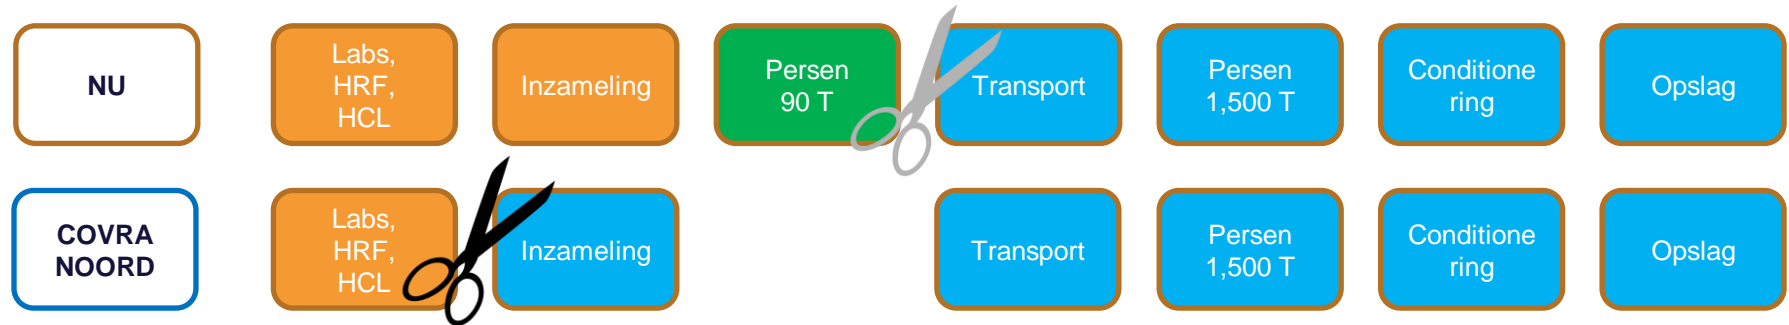 NU
Labs,
HRF,
HCL
Inzameling
Persen
90 T
Transport
Persen
1,500 T
Conditione
ring
Opslag
COVRA
NOORD
Labs,
HRF,
HCL
Inzameling
Transport
Persen
1,500 T
Conditione
ring
Opslag